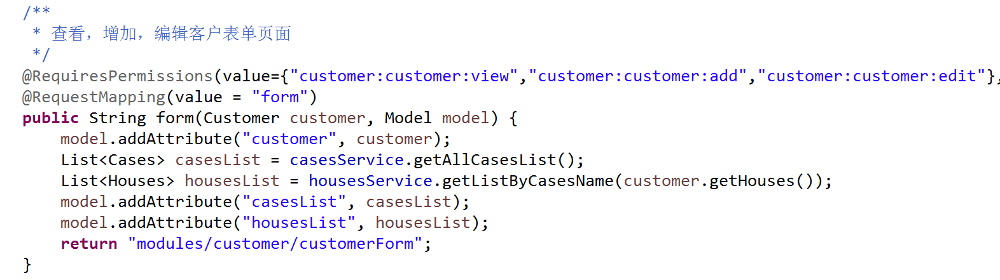 /**
 * 查看，增加，编辑客户表单页面
 */
@RequiresPermissions(value={"customer:customer:view","customer:customer:add","customer:customer:edit"},
@RequestMapping(value = "form")
public String form(Customer customer, Model model) {
    model.addAttribute("customer", customer);
    List<Cases> casesList = casesService.getAllCasesList();
    List<Houses> housesList = housesService.getListByCasesName(customer.getHouses());
    model.addAttribute("casesList", casesList);
    model.addAttribute("housesList", housesList);
    return "modules/customer/customerForm";
}